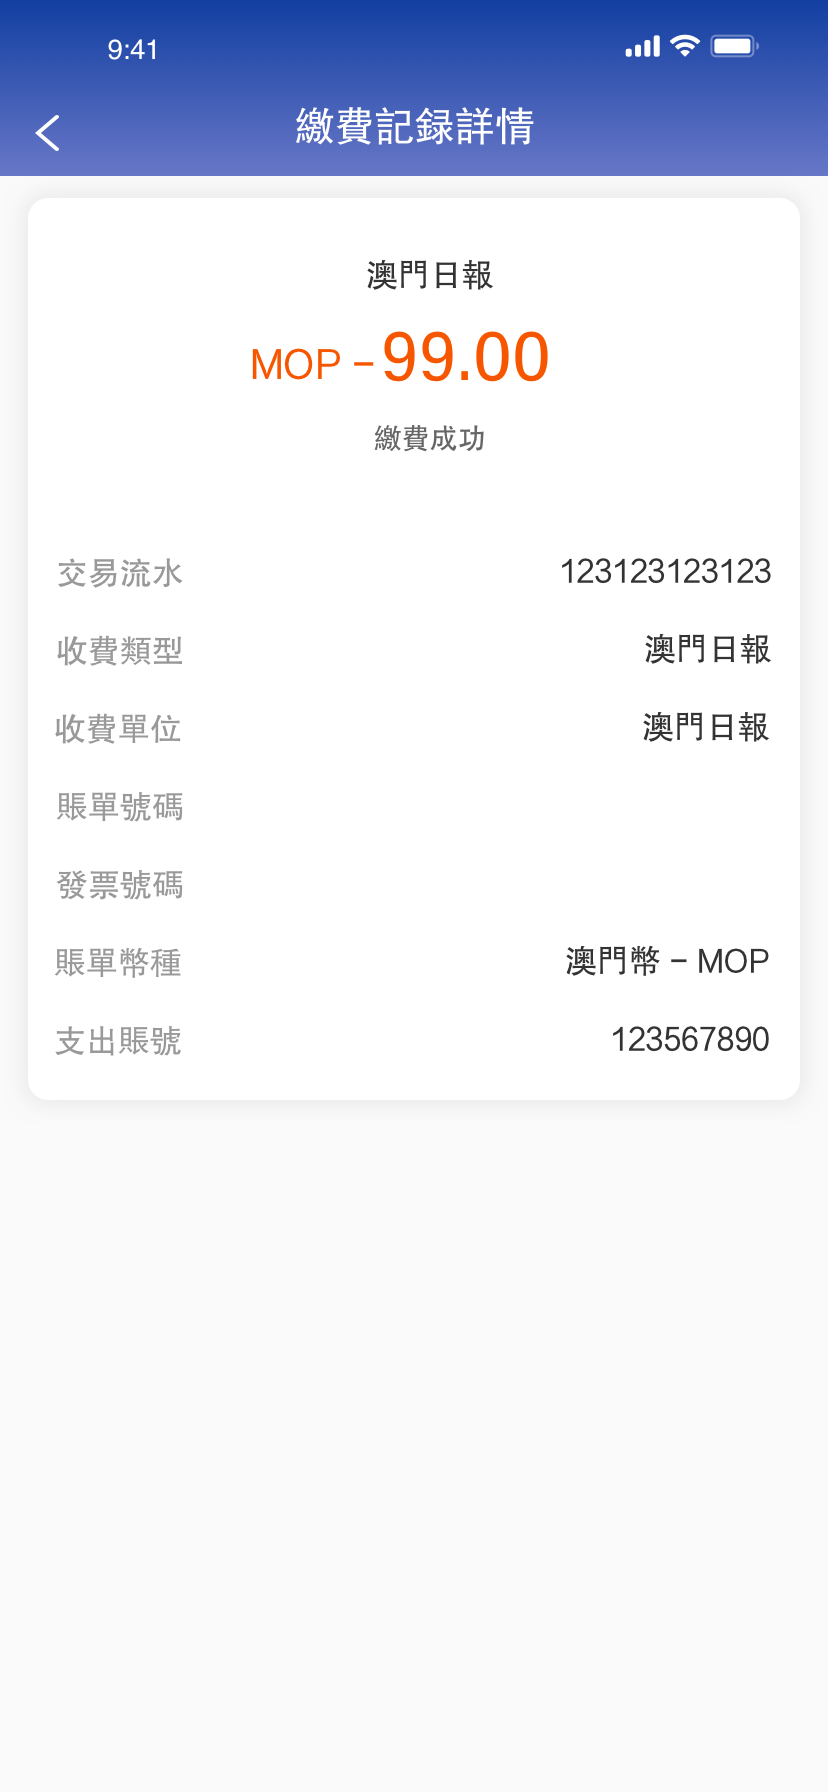 9:41
繳費記録詳情
澳門日報
MOP -99.00
繳費成功
交易流水 123123123123
收費類型 澳門日報
收費單位 澳門日報
賬單號碼
發票號碼
賬單幣種 澳門幣 - MOP
支出賬號 123567890